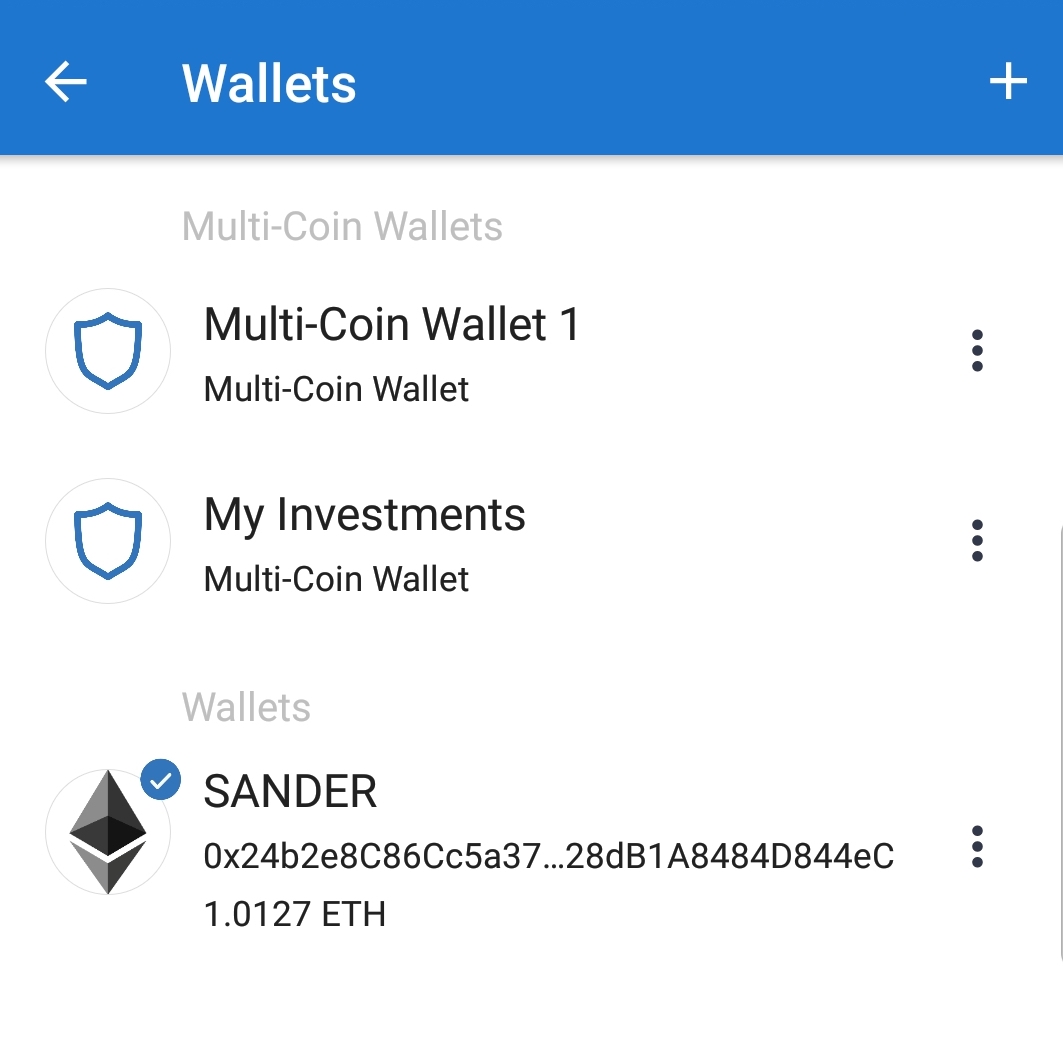 Wallets
Multi-Coin Wallets
Multi-Coin Wallet 1
Multi-Coin Wallet
My Investments
Multi-Coin Wallet
Wallets
SANDER
0x24b2e8C86Cc5a37...28dB1A8484D844eC
1.0127 ETH